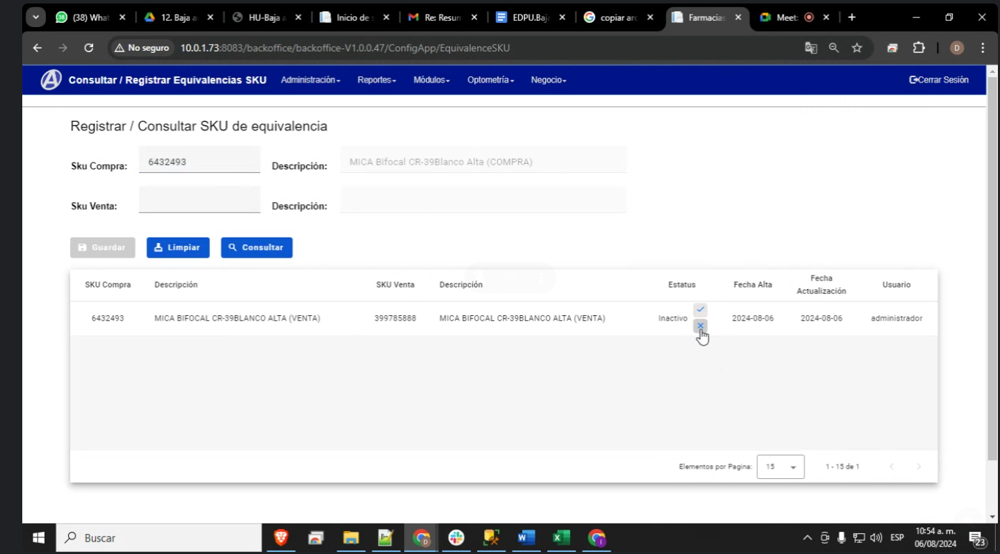 (38) What
12. Baja a
HU-Baja a
Inicio de s
Re: Resum
EDPU.Baja
copiar arc
Farmacias
Meet:
No seguro
10.0.1.73:8083/backoffice/backoffice-V1.0.0.47/ConfigApp/EquivalenceSKU
D
A
Consultar / Registrar Equivalencias SKU
Administración
Reportes
Módulos
Optometría
Negocio
Cerrar Sesión
Registrar / Consultar SKU de equivalencia
Sku Compra:
6432493
Descripción:
MICA Bifocal CR-39Blanco Alta (COMPRA)
Sku Venta:
Descripción:
Guardar
Limpiar
Consultar
SKU Compra
Descripción
SKU Venta
Descripción
Estatus
Fecha Alta
Fecha
Actualización
Usuario
6432493
MICA BIFOCAL CR-39BLANCO ALTA (VENTA)
399785888
MICA BIFOCAL CR-39BLANCO ALTA (VENTA)
Inactivo
2024-08-06
2024-08-06
administrador
Elementos por Pagina:
15
1 - 15 de 1
Buscar
ESP
10:54 a. m.
06/08/2024
23